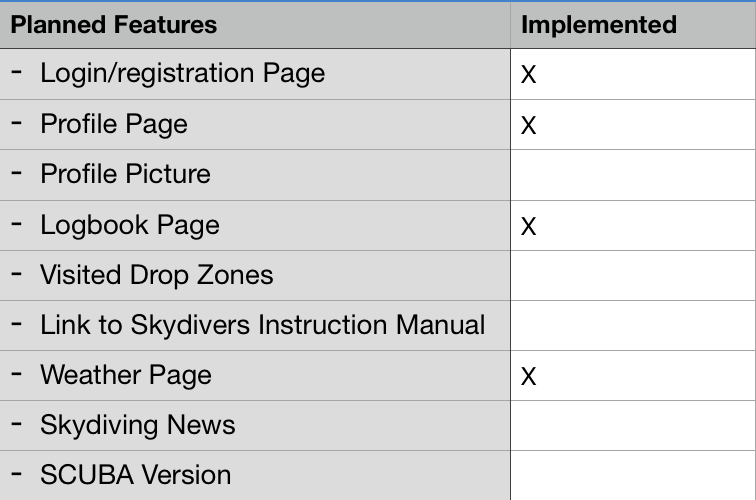 Planned Features Implemented
- Login/registration Page X
- Profile Page X
- Profile Picture
- Logbook Page X
- Visited Drop Zones
- Link to Skydivers Instruction Manual
- Weather Page X
- Skydiving News
- SCUBA Version